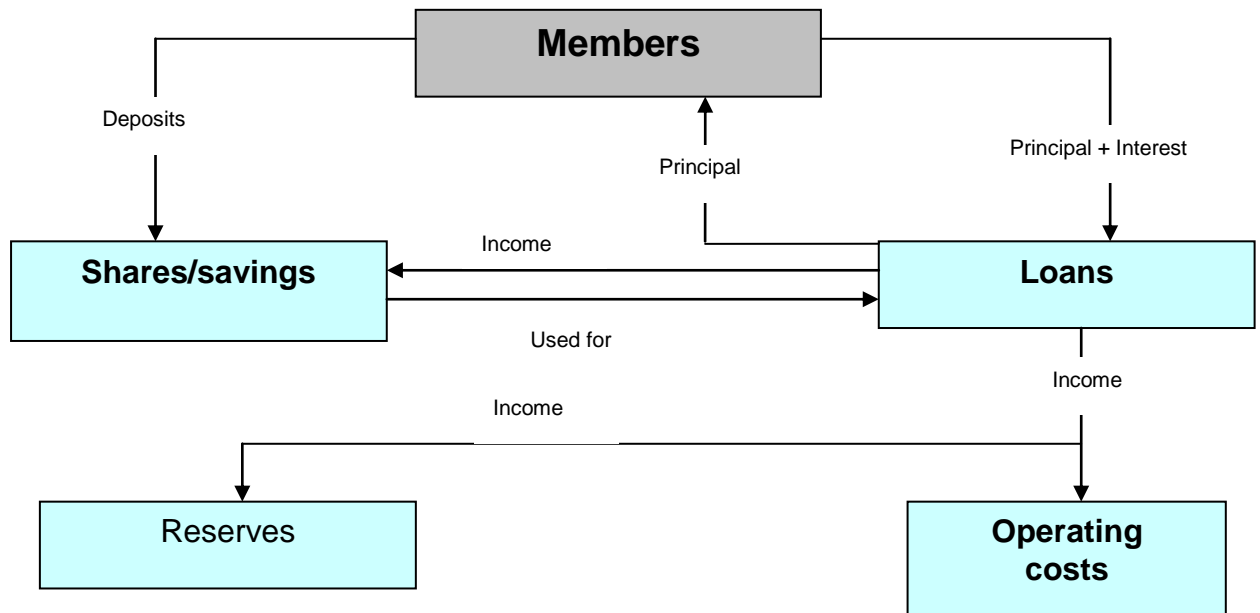 Members
Deposits
Principal
Principal + Interest
Income
Shares/savings
Loans
Used for
Income
Income
Reserves
Operating
costs